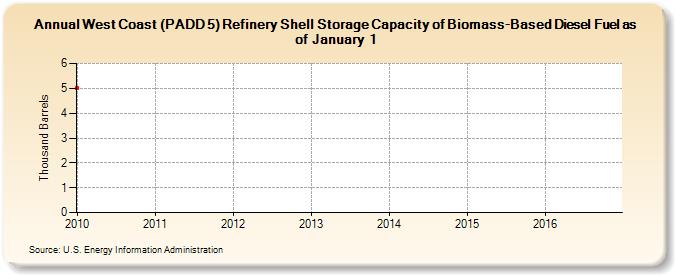 Annual West Coast (PADD 5) Refinery Shell Storage Capacity of Biomass-Based Diesel Fuel as
of January 1
Thousand Barrels
6
5
4
3
2
1
0
2010 2011 2012 2013 2014 2015 2016
Source: U.S. Energy Information Administration